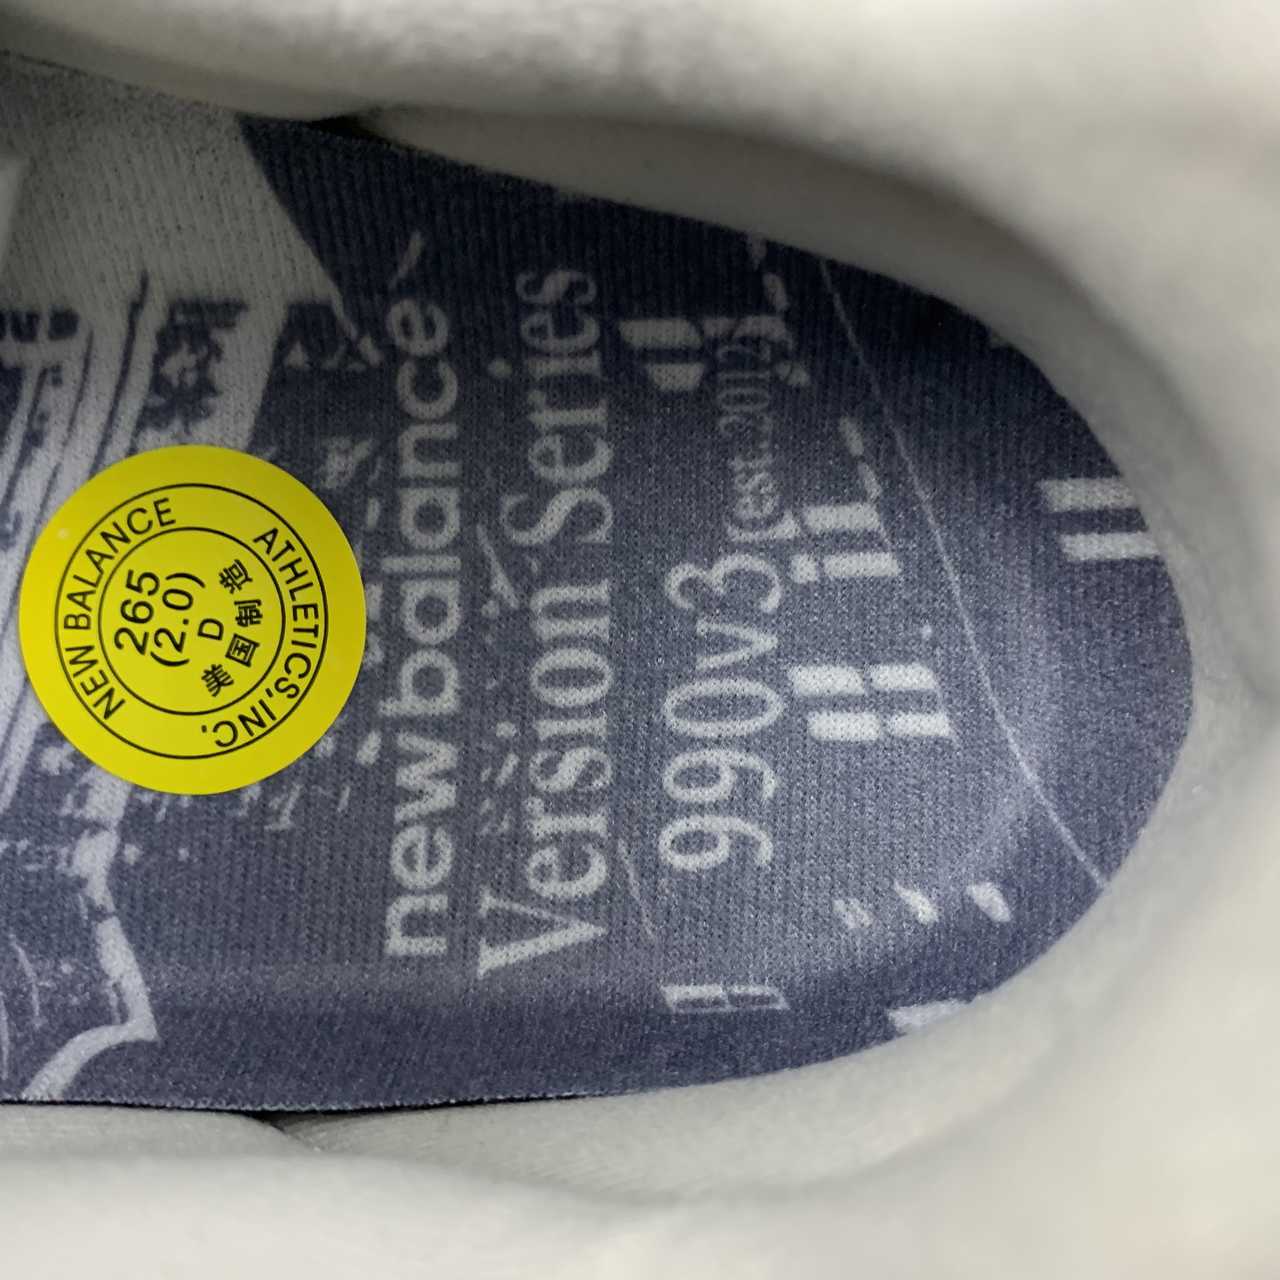 NEW BALANCE
ATHLETICS, INC.
265
(2.0)
D
美国制造
new balance
Version Series
990v3(est.2012)